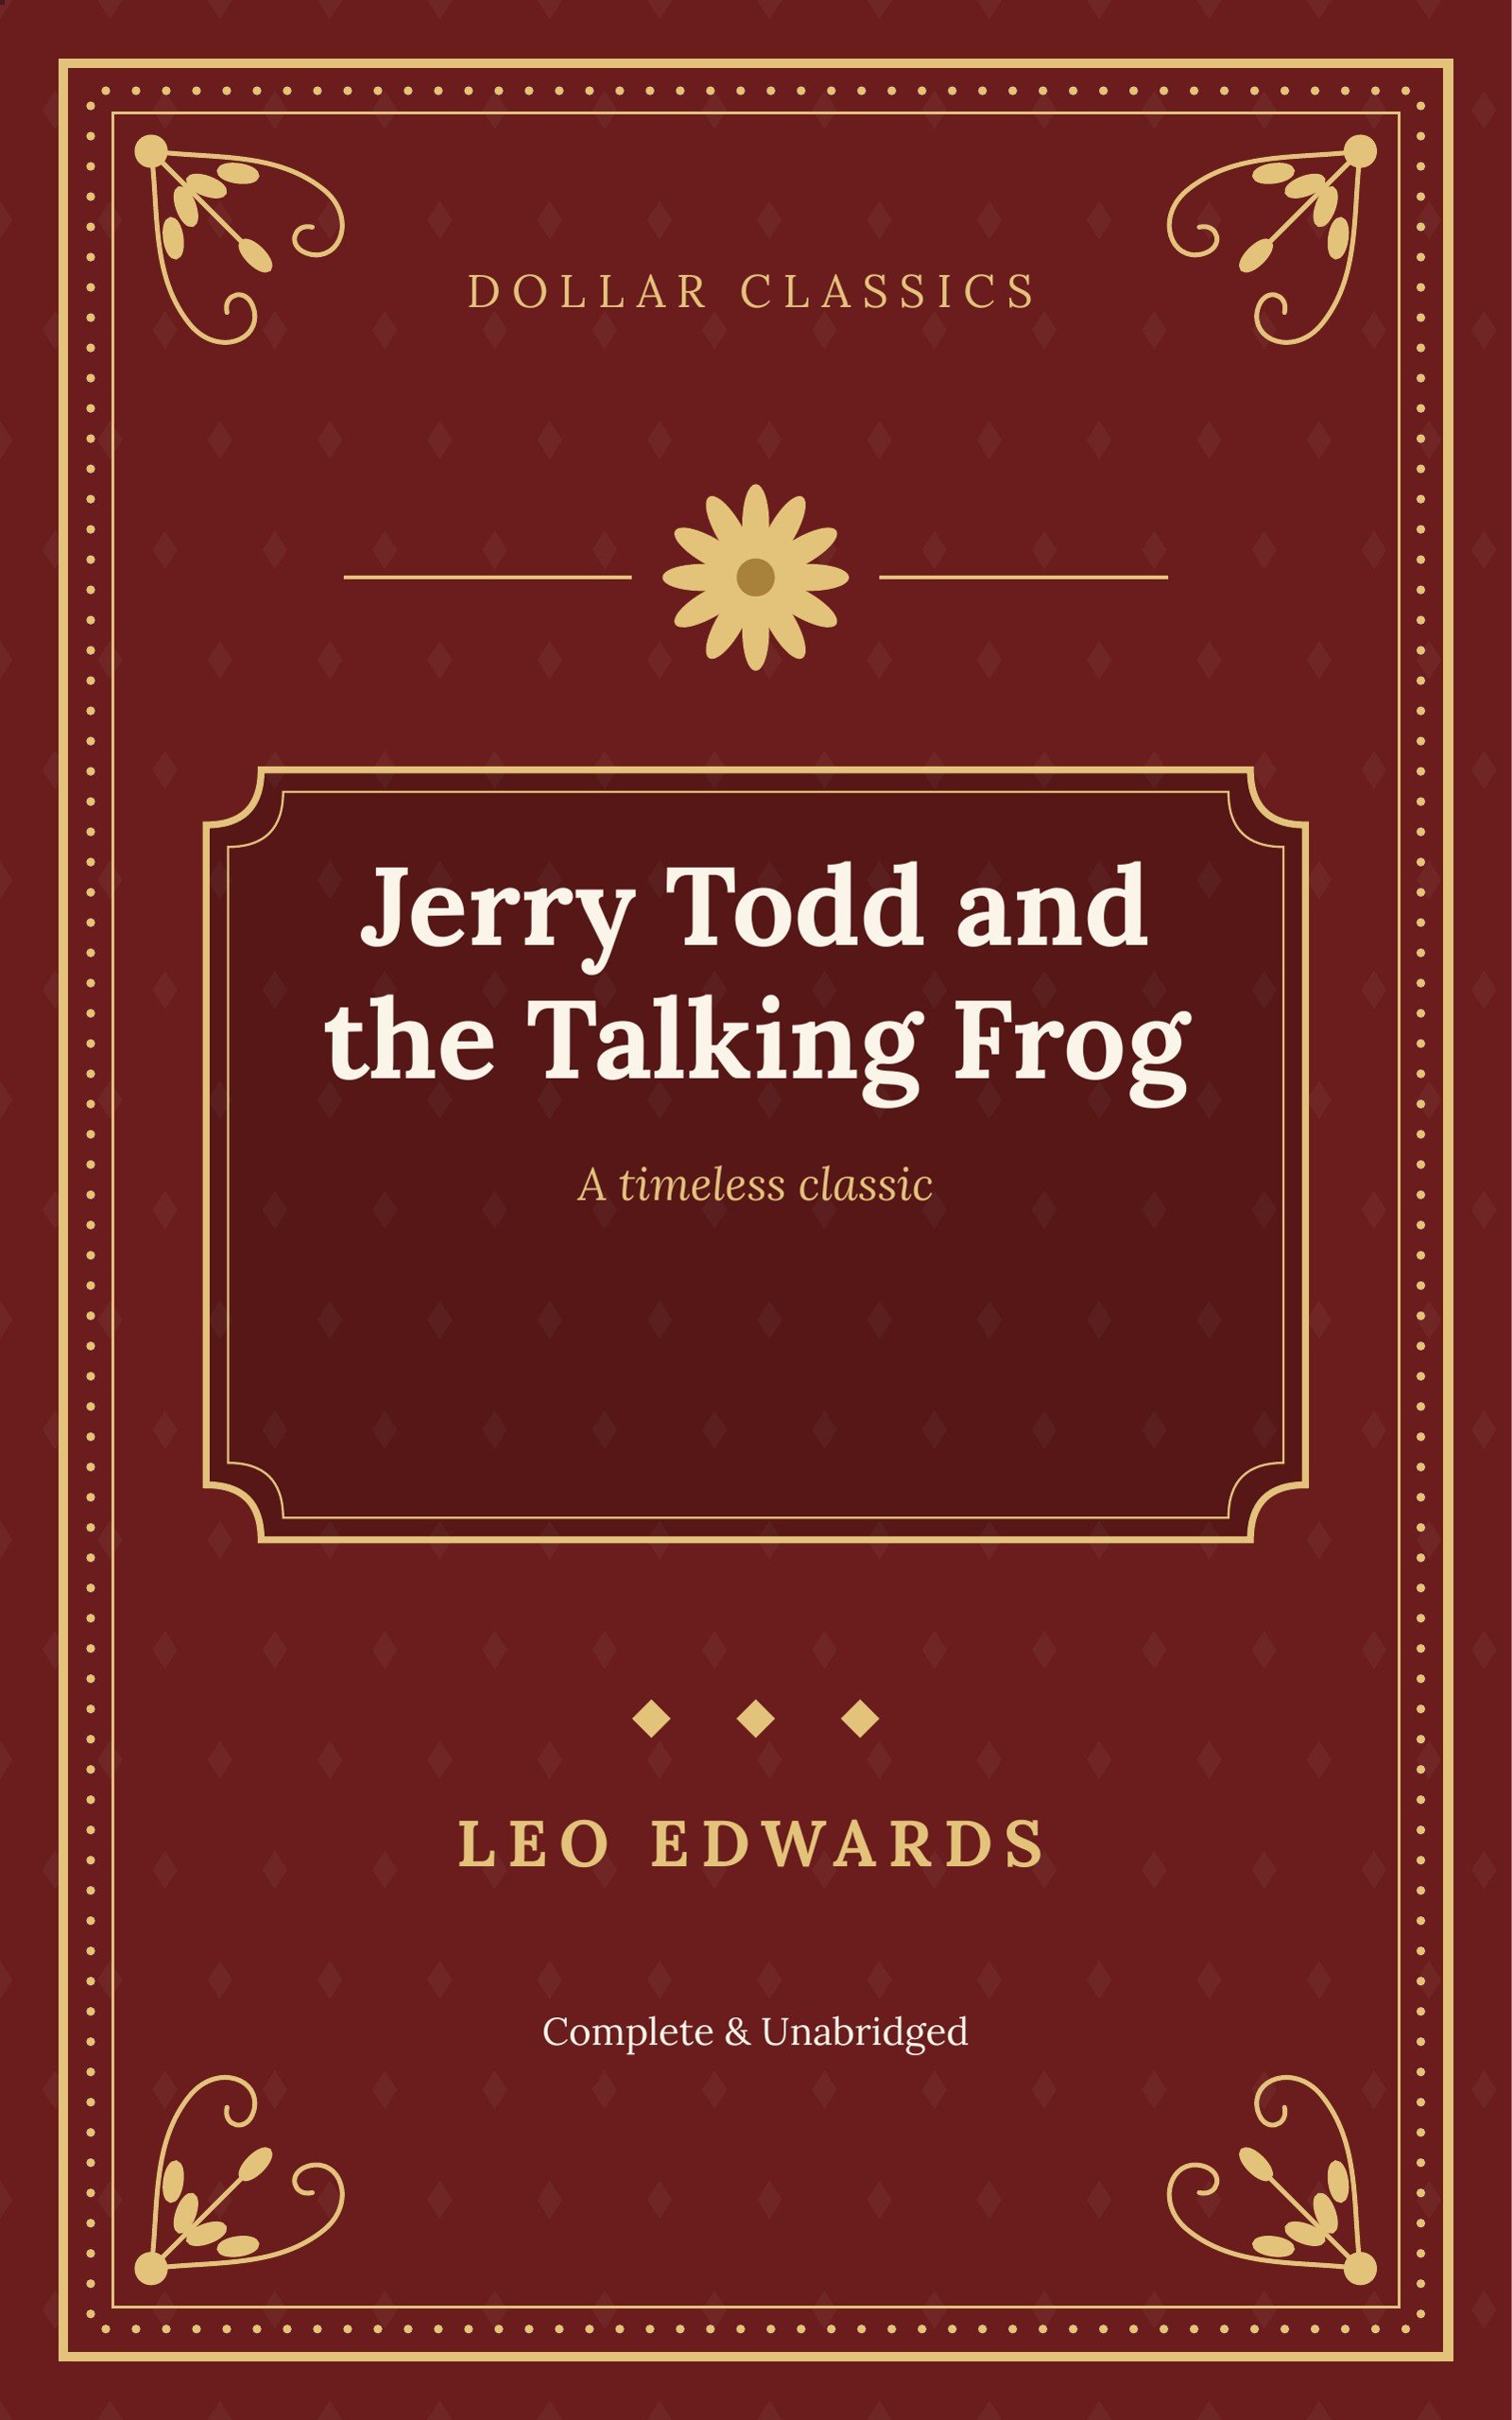 DOLLAR CLASSICS
Jerry Todd and
the Talking Frog
A timeless classic
LEO EDWARDS
Complete & Unabridged